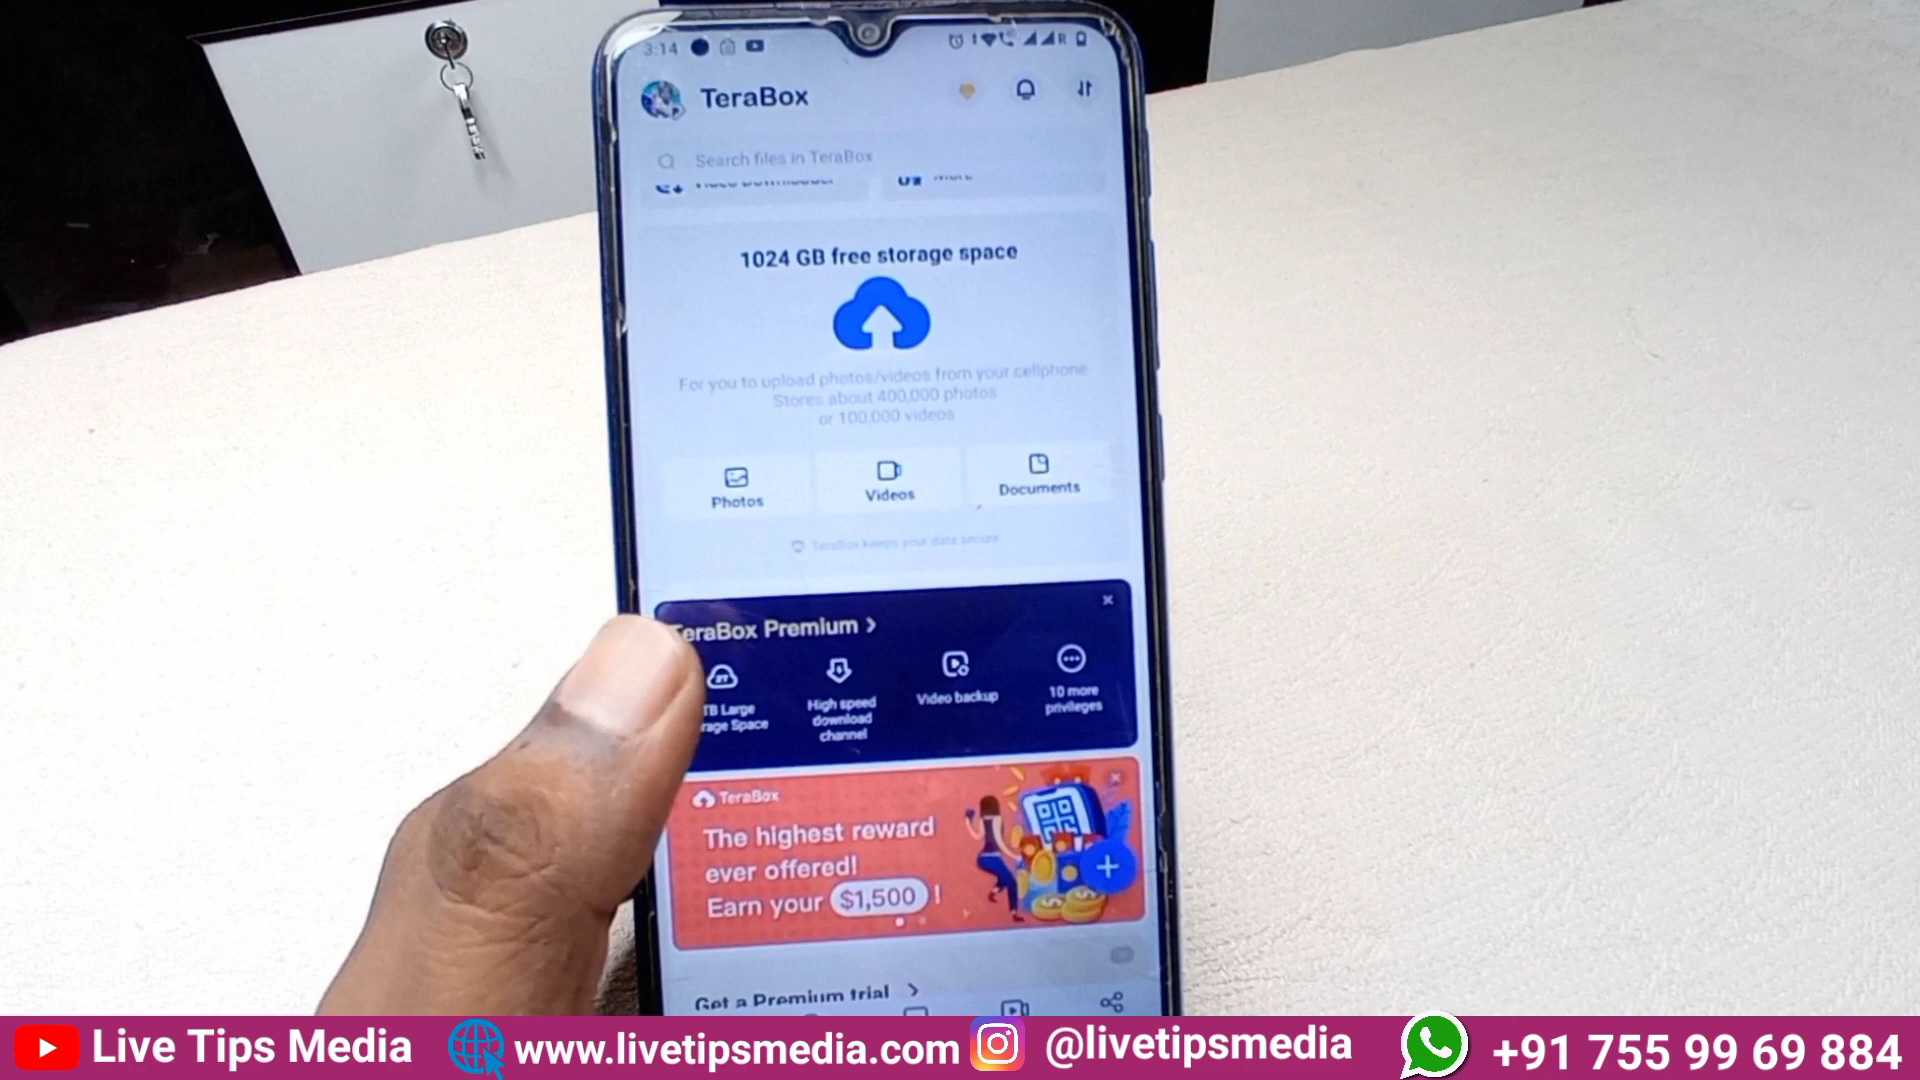 3:14
R
TeraBox
Search files in TeraBox
Video Downloader
More
1024 GB free storage space
For you to upload photos/videos from your cellphone
Stores about 400,000 photos
or 100,000 videos
Photos
Videos
Documents
TeraBox keeps your data secure
TeraBox Premium >
TB Large
rage Space
High speed
download
channel
Video backup
10 more
privileges
TeraBox
The highest reward
ever offered!
Earn your $1,500 !
Get a Premium trial >
Live Tips Media
www.livetipsmedia.com
@livetipsmedia
+91 755 99 69 884